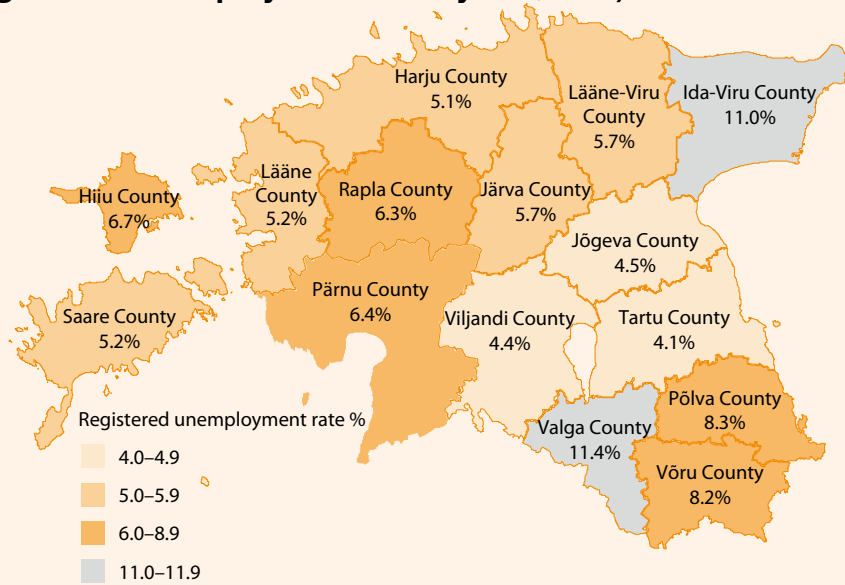 Harju County
5.1%
Lääne-Viru
County
5.7%
Ida-Viru County
11.0%
Lääne
County
5.2%
Hiiu County
6.7%
Rapla County
6.3%
Järva County
5.7%
Jõgeva County
4.5%
Pärnu County
6.4%
Saare County
5.2%
Viljandi County
4.4%
Tartu County
4.1%
Põlva County
8.3%
Valga County
11.4%
Võru County
8.2%
Registered unemployment rate %
4.0–4.9
5.0–5.9
6.0–8.9
11.0–11.9